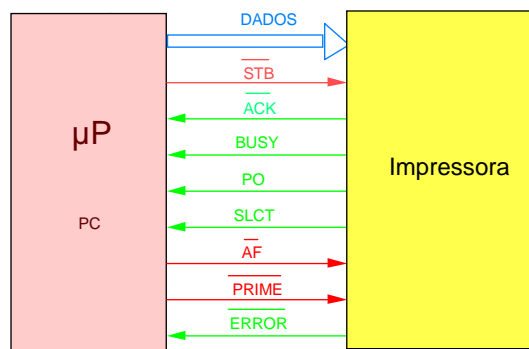 DADOS
STB
ACK
µP
BUSY
Impressora
PO
PC
SLCT
AF
PRIME
ERROR